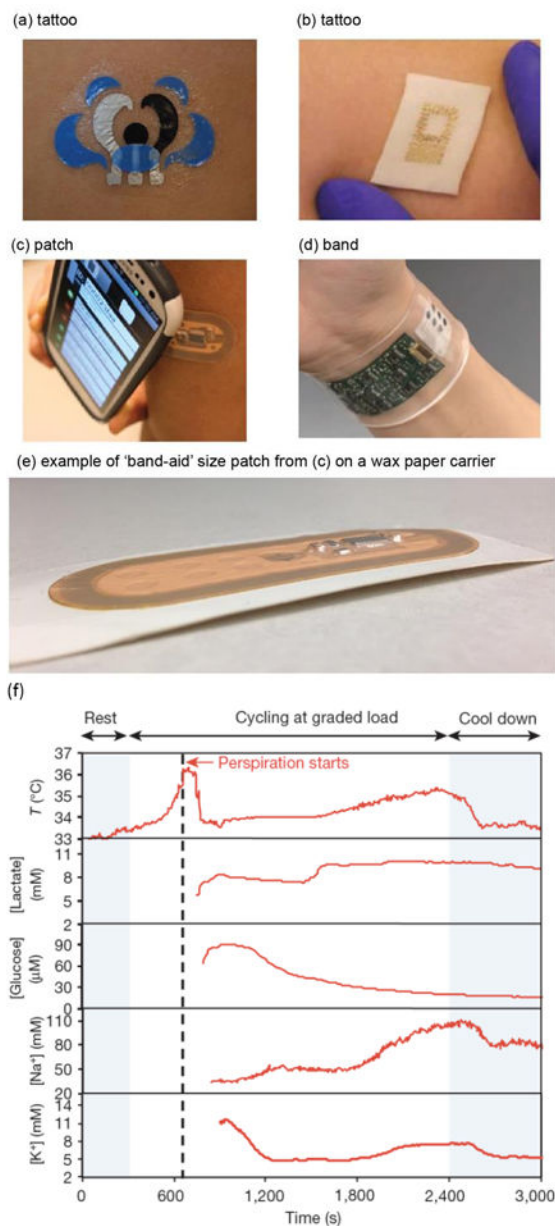 (a) tattoo
(b) tattoo
(c) patch
(d) band
(e) example of 'band-aid' size patch from (c) on a wax paper carrier
(f)
Rest
Cycling at graded load
Cool down
Perspiration starts
T (°C)
37
36
35
34
33
[Lactate] (mM)
11
8
5
2
[Glucose] (µM)
90
60
30
0
[Na⁺] (mM)
110
80
50
20
[K⁺] (mM)
14
11
8
5
2
0
600
1,200
1,800
2,400
3,000
Time (s)